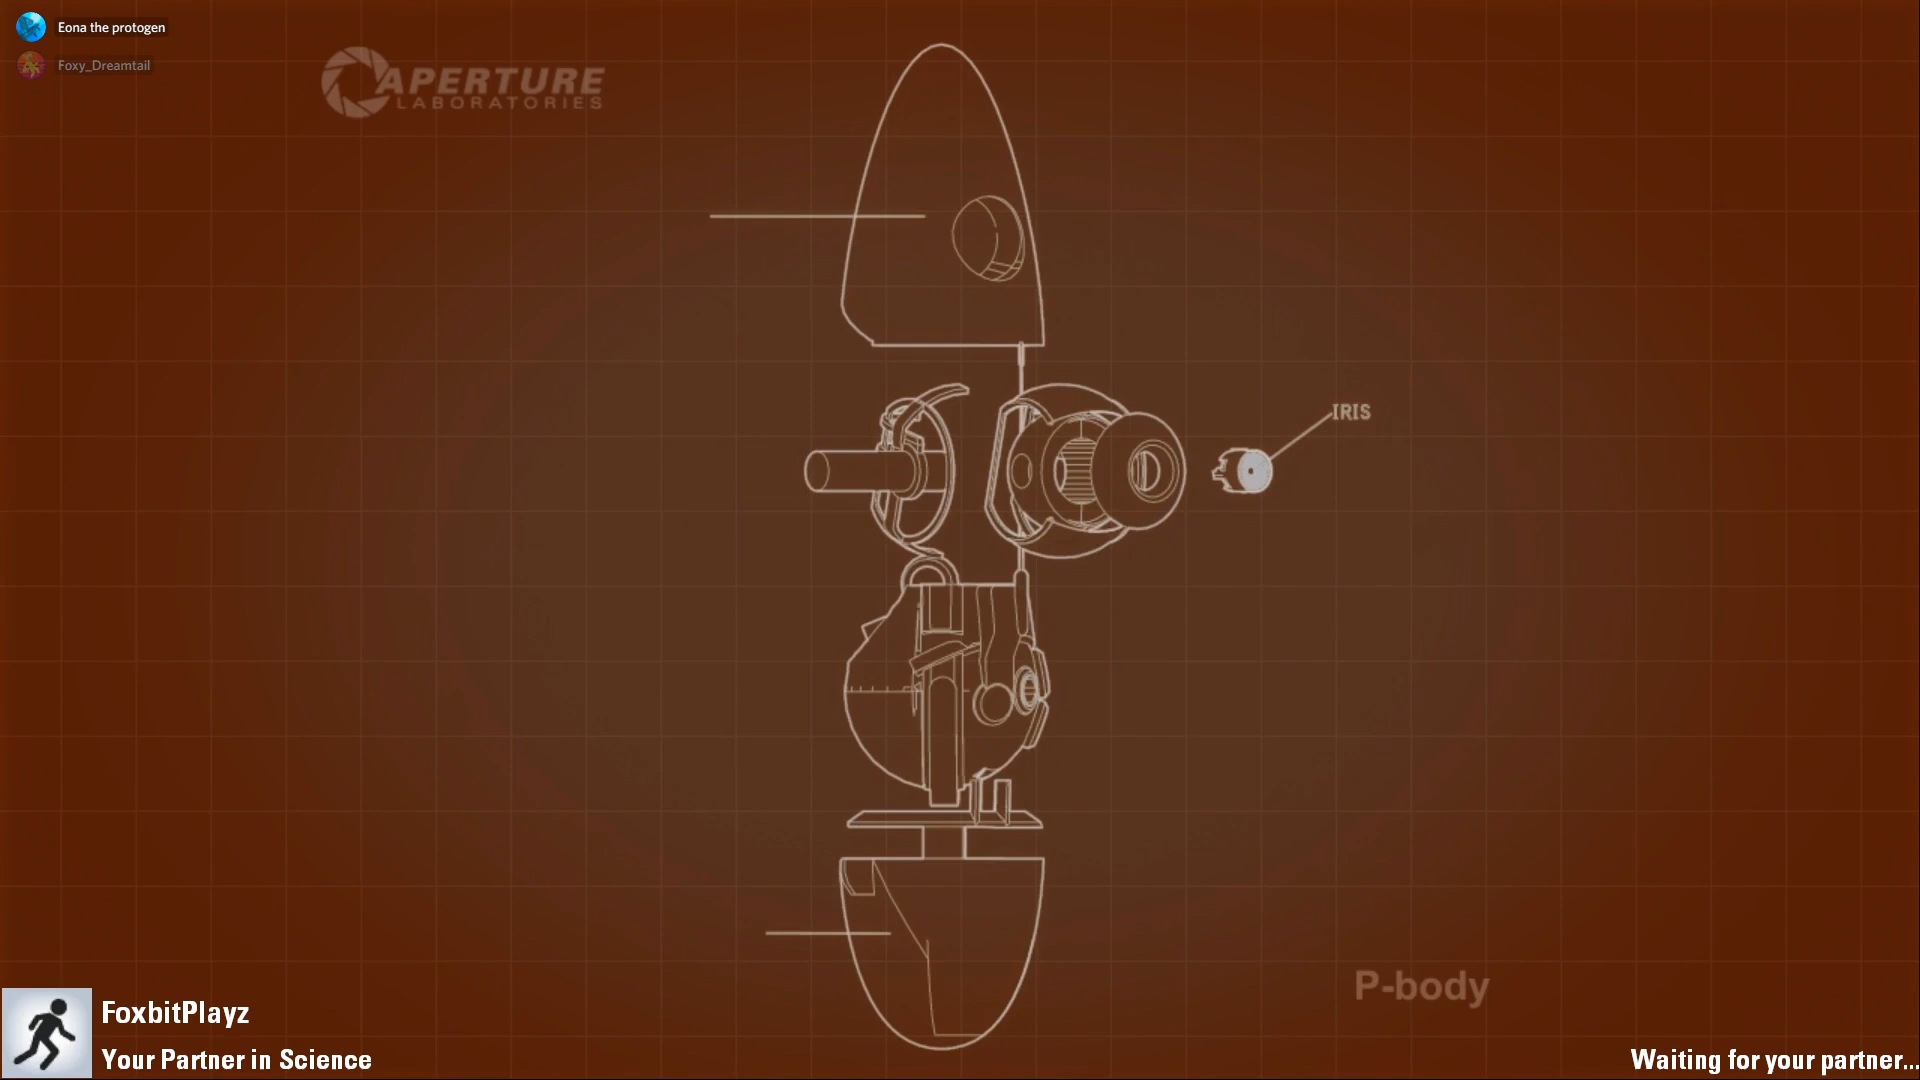 Eona the protogen
Foxy_Dreamtail
APERTURE
LABORATORIES
IRIS
P-body
FoxbitPlayz
Your Partner in Science
Waiting for your partner...